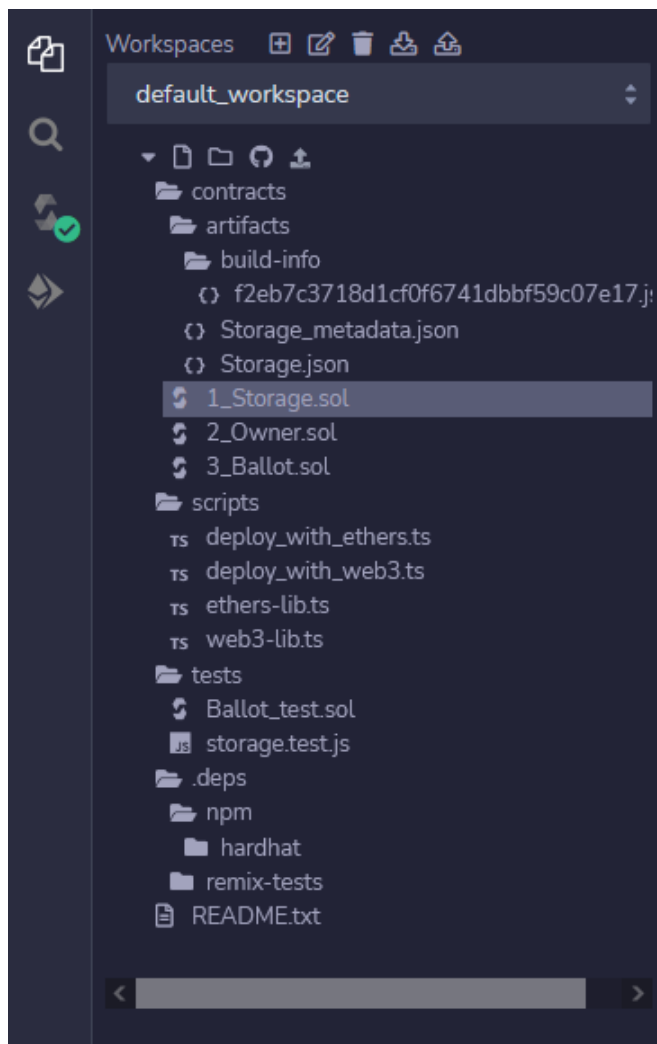 Workspaces
default_workspace
contracts
artifacts
build-info
f2eb7c3718d1cf0f6741dbbf59c07e17.j
Storage_metadata.json
Storage.json
1_Storage.sol
2_Owner.sol
3_Ballot.sol
scripts
TS deploy_with_ethers.ts
TS deploy_with_web3.ts
TS ethers-lib.ts
TS web3-lib.ts
tests
Ballot_test.sol
JS storage.test.js
.deps
npm
hardhat
remix-tests
README.txt